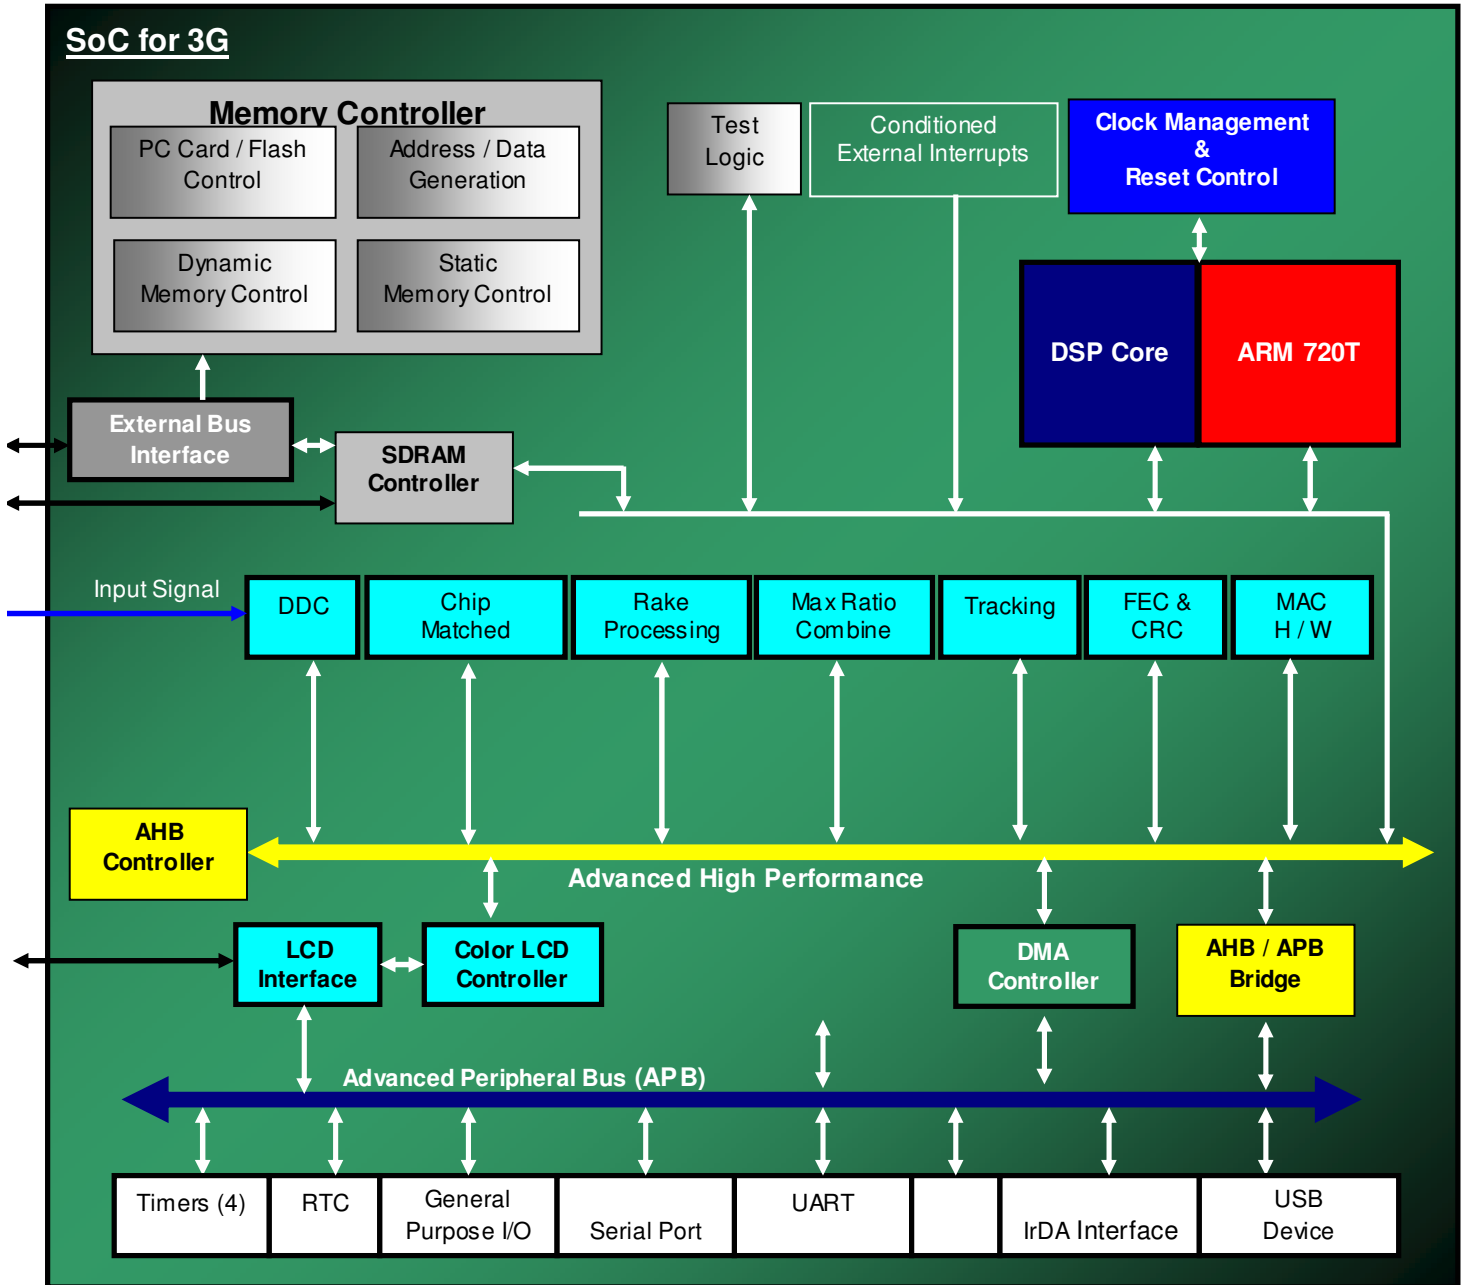 SoC for 3G
Memory Controller
PC Card / Flash
Control
Address / Data
Generation
Dynamic
Memory Control
Static
Memory Control
Test
Logic
Conditioned
External Interrupts
Clock Management
&
Reset Control
DSP Core
ARM 720T
External Bus
Interface
SDRAM
Controller
Input Signal
DDC
Chip
Matched
Rake
Processing
Max Ratio
Combine
Tracking
FEC &
CRC
MAC
H / W
AHB
Controller
Advanced High Performance
LCD
Interface
Color LCD
Controller
DMA
Controller
AHB / APB
Bridge
Advanced Peripheral Bus (APB)
Timers (4)
RTC
General
Purpose I/O
Serial Port
UART
IrDA Interface
USB
Device